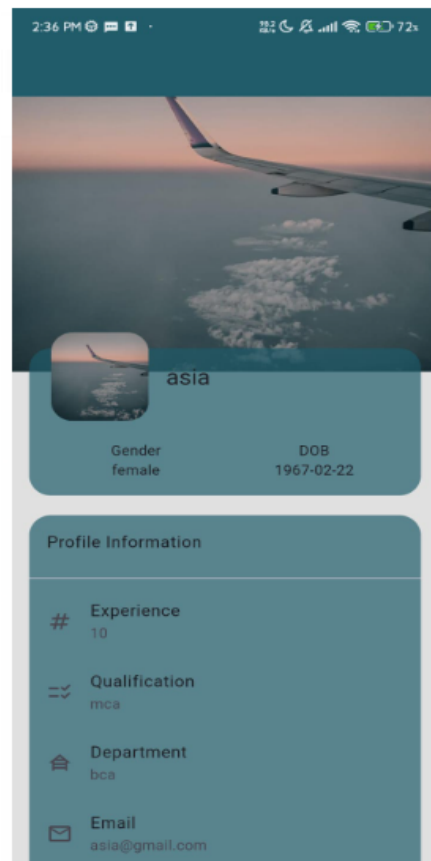 2:36 PM
72%
asia
Gender
female
DOB
1967-02-22
Profile Information
Experience
10
Qualification
mca
Department
bca
Email
asia@gmail.com